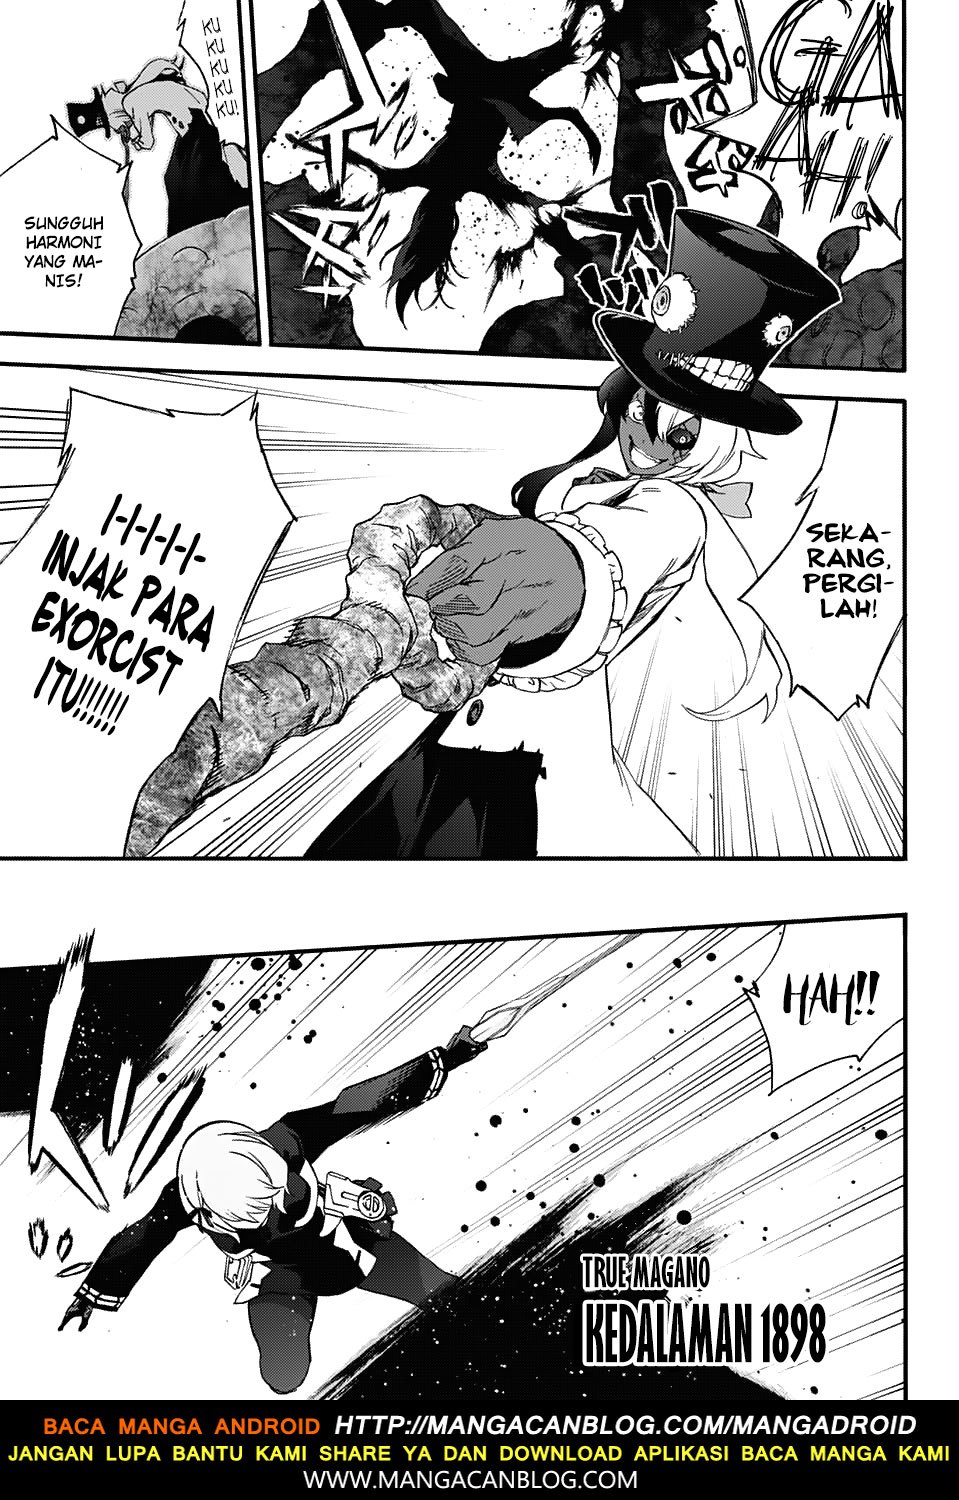 GA
AH!
KU
KU
KU
KU
KU!
SUNGGUH
HARMONI
YANG MA-
NIS!
SEKA-
RANG,
PERGI-
LAH!
I-I-I-I-I-
INJAK PARA
EXORCIST
ITU!!!!!!
HAH!!
TRUE MAGANO
KEDALAMAN 1898
BACA MANGA ANDROID HTTP://MANGACANBLOG.COM/MANGADROID
JANGAN LUPA BANTU KAMI SHARE YA DAN DOWNLOAD APLIKASI BACA MANGA KAMI
WWW.MANGACANBLOG.COM